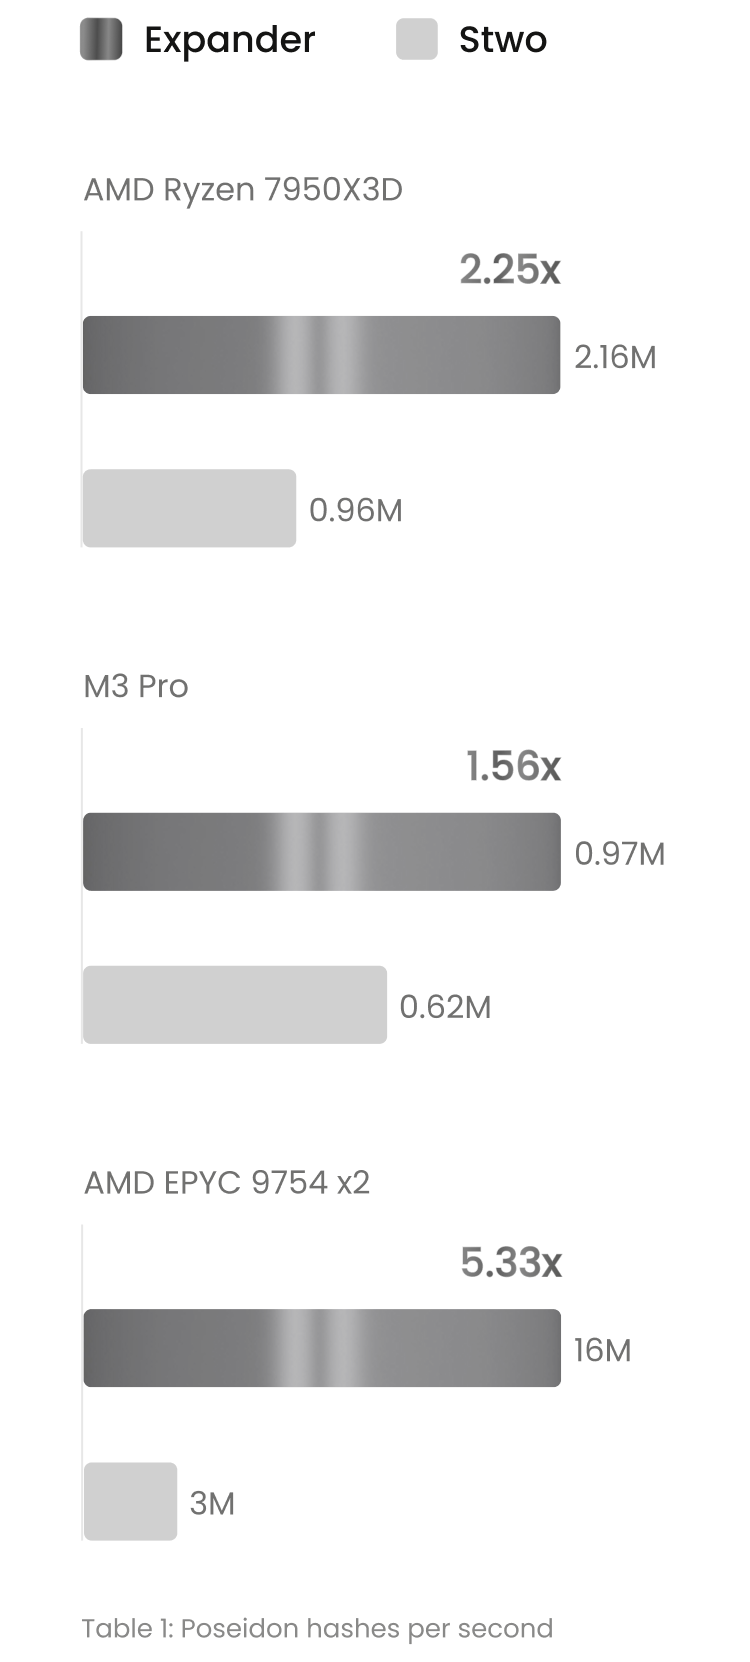 Expander Stwo
AMD Ryzen 7950X3D
2.25x
2.16M
0.96M
M3 Pro
1.56x
0.97M
0.62M
AMD EPYC 9754 x2
5.33x
16M
3M
Table 1: Poseidon hashes per second